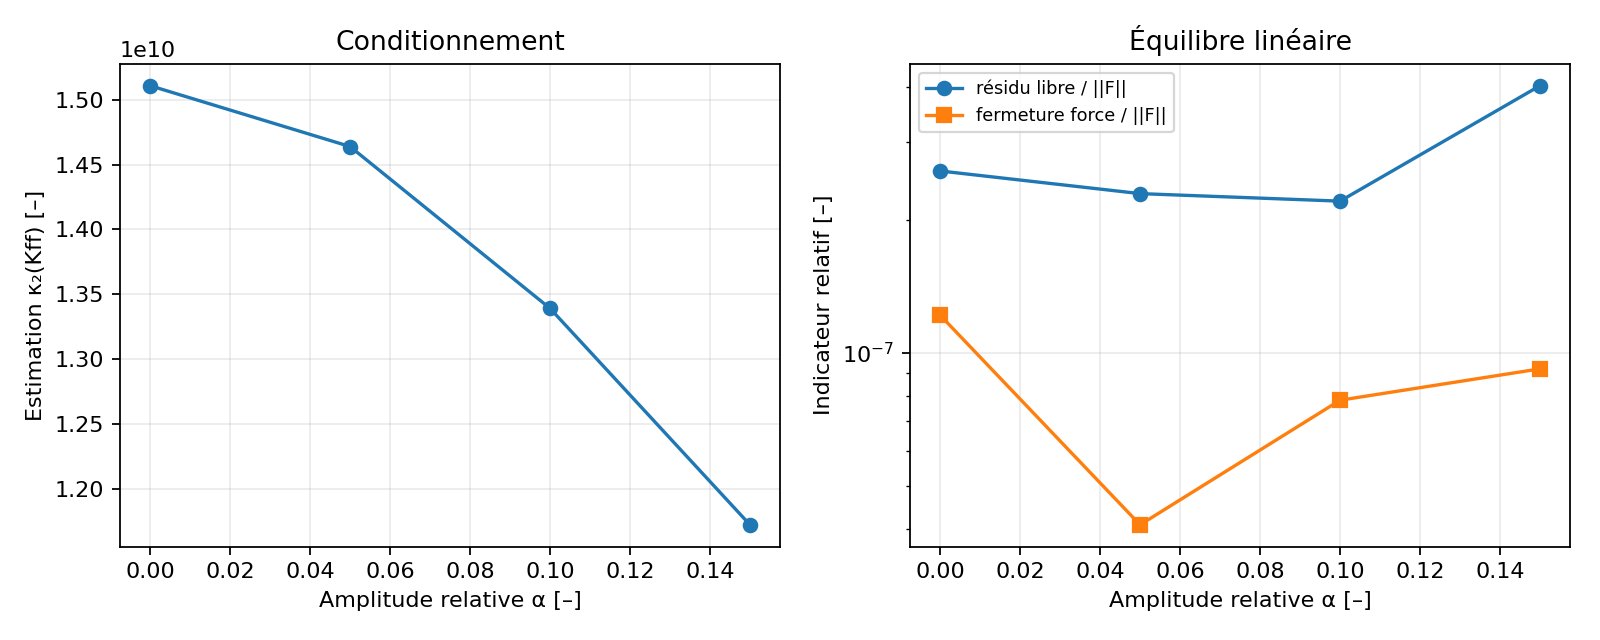 Conditionnement
1e10
1.50
1.45
1.40
1.35
1.30
1.25
1.20
Estimation κ₂(Kff) [–]
0.00 0.02 0.04 0.06 0.08 0.10 0.12 0.14
Amplitude relative α [–]
Équilibre linéaire
résidu libre / ||F||
fermeture force / ||F||
10⁻⁷
Indicateur relatif [–]
0.00 0.02 0.04 0.06 0.08 0.10 0.12 0.14
Amplitude relative α [–]